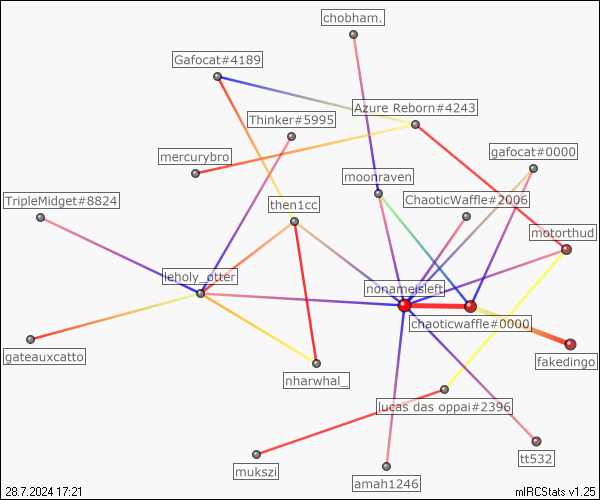 chobham.
Gafocat#4189
Azure Reborn#4243
Thinker#5995
gafocat#0000
mercurybro
moonraven
TripleMidget#8824
ChaoticWaffle#2006
then1cc
motorthud
leholy_otter
nonameisleft
chaoticwaffle#0000
gateauxcatto
fakedingo
nharwhal_
lucas das oppai#2396
tt532
mukszi
amah1246
28.7.2024 17:21
mIRCStats v1.25